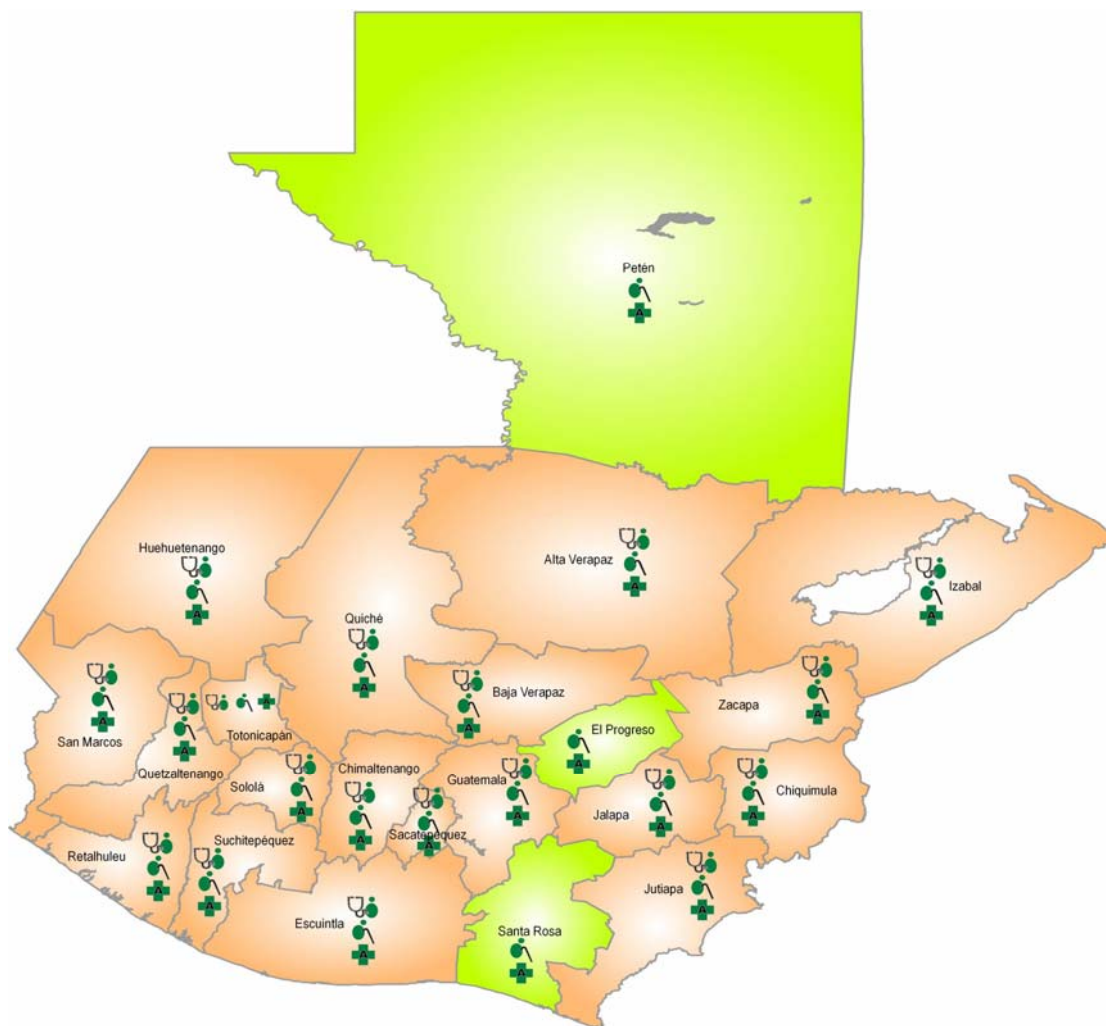 Petén
A
Huehuetenango
A
Alta Verapaz
A
Izabal
A
Quiché
A
Baja Verapaz
A
Zacapa
A
San Marcos
A
Totonicapán
A
Quetzaltenango
A
El Progreso
A
Sololá
A
Chimaltenango
A
Guatemala
A
Sacatepéquez
A
Jalapa
A
Chiquimula
A
Retalhuleu
A
Suchitepéquez
A
Jutiapa
A
Escuintla
A
Santa Rosa
A